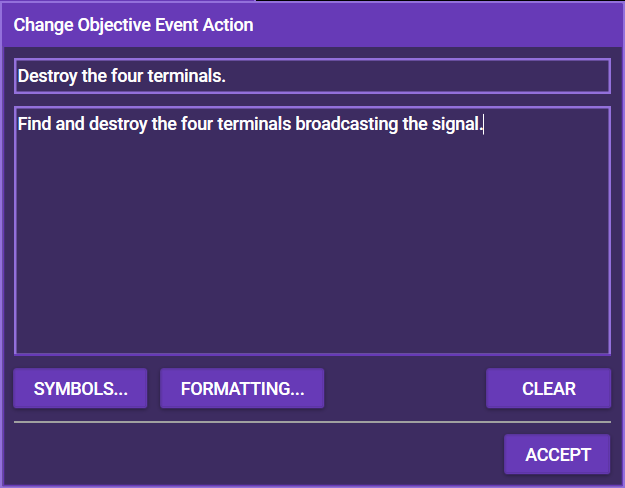 Change Objective Event Action
Destroy the four terminals.
Find and destroy the four terminals broadcasting the signal.
SYMBOLS...
FORMATTING...
CLEAR
ACCEPT